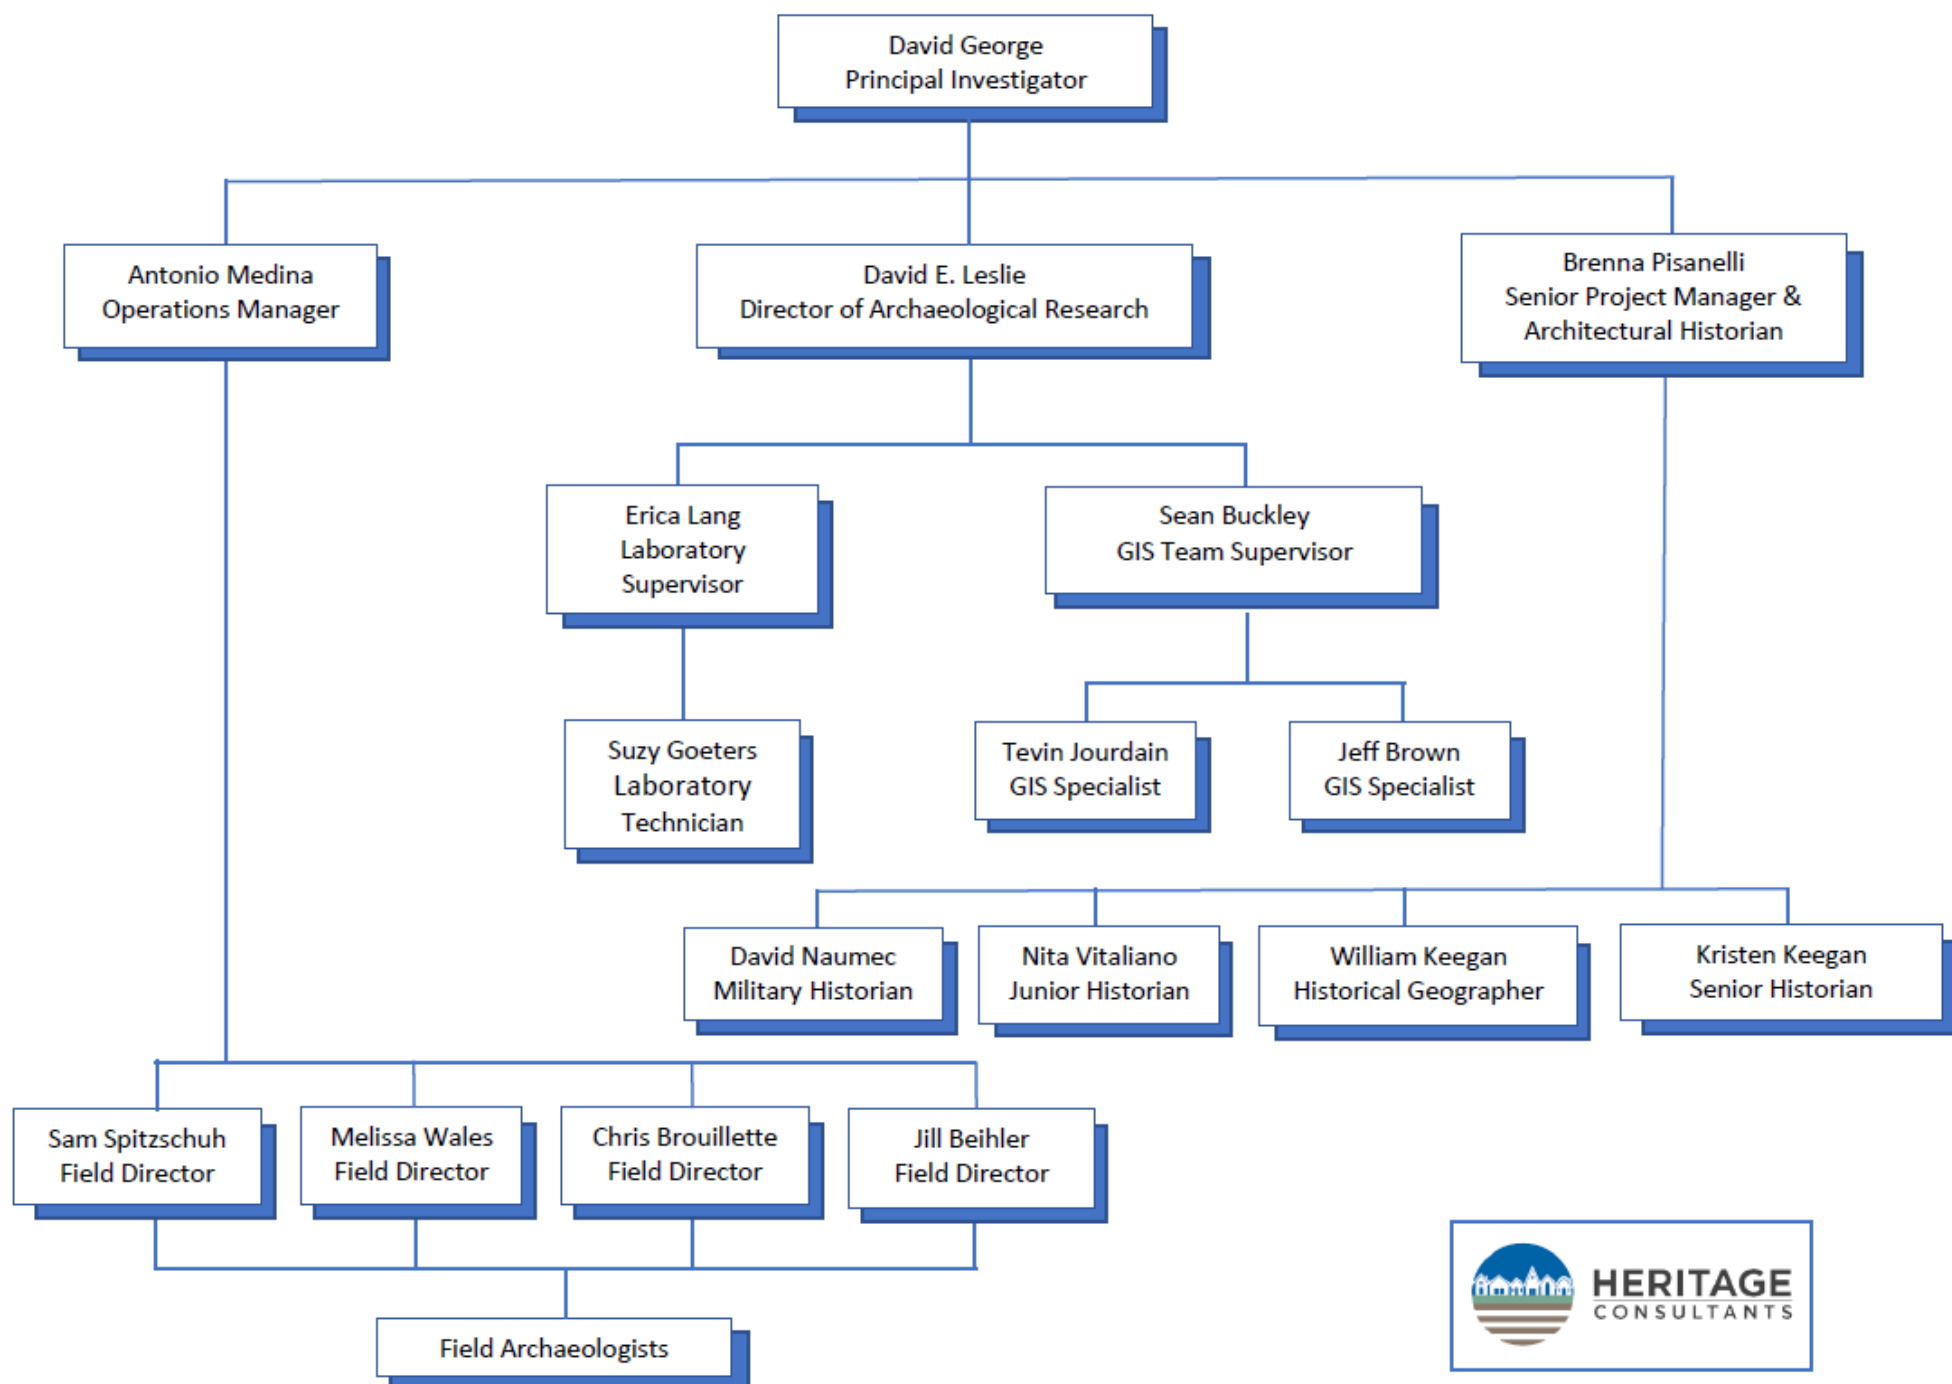 David George
Principal Investigator
Antonio Medina
Operations Manager
David E. Leslie
Director of Archaeological Research
Brenna Pisanelli
Senior Project Manager &
Architectural Historian
Erica Lang
Laboratory
Supervisor
Sean Buckley
GIS Team Supervisor
Suzy Goeters
Laboratory
Technician
Tevin Jourdain
GIS Specialist
Jeff Brown
GIS Specialist
David Naumec
Military Historian
Nita Vitaliano
Junior Historian
William Keegan
Historical Geographer
Kristen Keegan
Senior Historian
Sam Spitzschuh
Field Director
Melissa Wales
Field Director
Chris Brouillette
Field Director
Jill Beihler
Field Director
Field Archaeologists
HERITAGE
CONSULTANTS